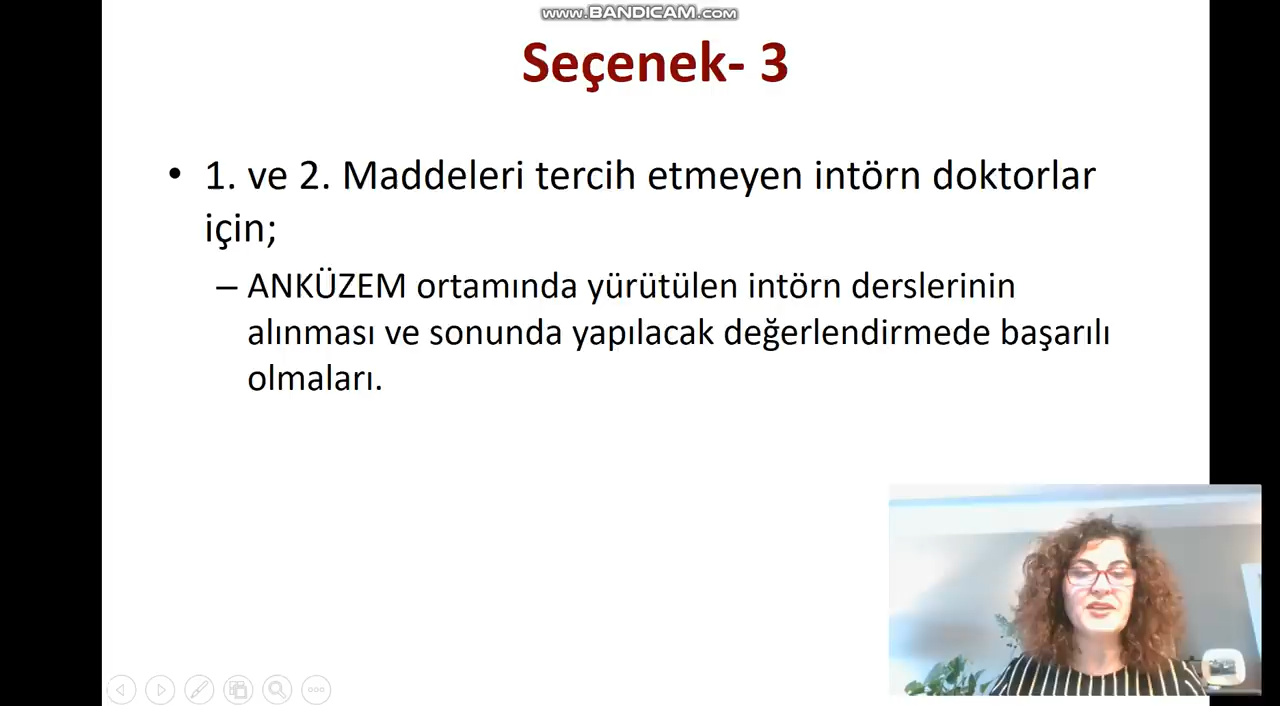 www.BANDICAM.com
Seçenek- 3
• 1. ve 2. Maddeleri tercih etmeyen intörn doktorlar
için;
– ANKÜZEM ortamında yürütülen intörn derslerinin
alınması ve sonunda yapılacak değerlendirmede başarılı
olmaları.